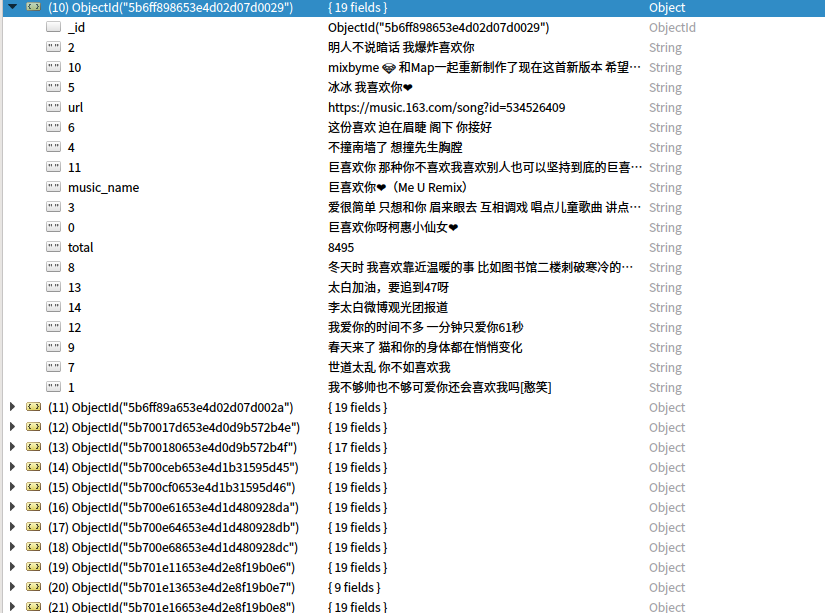 (10) ObjectId("5b6ff898653e4d02d07d0029") { 19 fields } Object
_id ObjectId("5b6ff898653e4d02d07d0029") ObjectId
2 明人不说暗话 我爆炸喜欢你 String
10 mixbyme 💎 和Map一起重新制作了现在这首新版本 希望… String
5 冰冰 我喜欢你❤ String
url https://music.163.com/song?id=534526409 String
6 这份喜欢 迫在眉睫 阁下 你接好 String
4 不撞南墙了 想撞先生胸膛 String
11 巨喜欢你 那种你不喜欢我喜欢别人也可以坚持到底的巨喜… String
music_name 巨喜欢你❤（Me U Remix） String
3 爱很简单 只想和你 眉来眼去 互相调戏 唱点儿童歌曲 讲点… String
0 巨喜欢你呀柯惠小仙女❤ String
total 8495 String
8 冬天时 我喜欢靠近温暖的事 比如图书馆二楼刺破寒冷的… String
13 太白加油，要追到47呀 String
14 李太白微博观光团报道 String
12 我爱你的时间不多 一分钟只爱你61秒 String
9 春天来了 猫和你的身体都在悄悄变化 String
7 世道太乱 你不如喜欢我 String
1 我不够帅也不够可爱你还会喜欢我吗[憨笑] String
(11) ObjectId("5b6ff89a653e4d02d07d002a") { 19 fields } Object
(12) ObjectId("5b70017d653e4d0d9b572b4e") { 19 fields } Object
(13) ObjectId("5b700180653e4d0d9b572b4f") { 17 fields } Object
(14) ObjectId("5b700ceb653e4d1b31595d45") { 19 fields } Object
(15) ObjectId("5b700cf0653e4d1b31595d46") { 19 fields } Object
(16) ObjectId("5b700e61653e4d1d480928da") { 19 fields } Object
(17) ObjectId("5b700e64653e4d1d480928db") { 19 fields } Object
(18) ObjectId("5b700e68653e4d1d480928dc") { 19 fields } Object
(19) ObjectId("5b701e11653e4d2e8f19b0e6") { 19 fields } Object
(20) ObjectId("5b701e13653e4d2e8f19b0e7") { 9 fields } Object
(21) ObjectId("5b701e16653e4d2e8f19b0e8") { 19 fields } Object